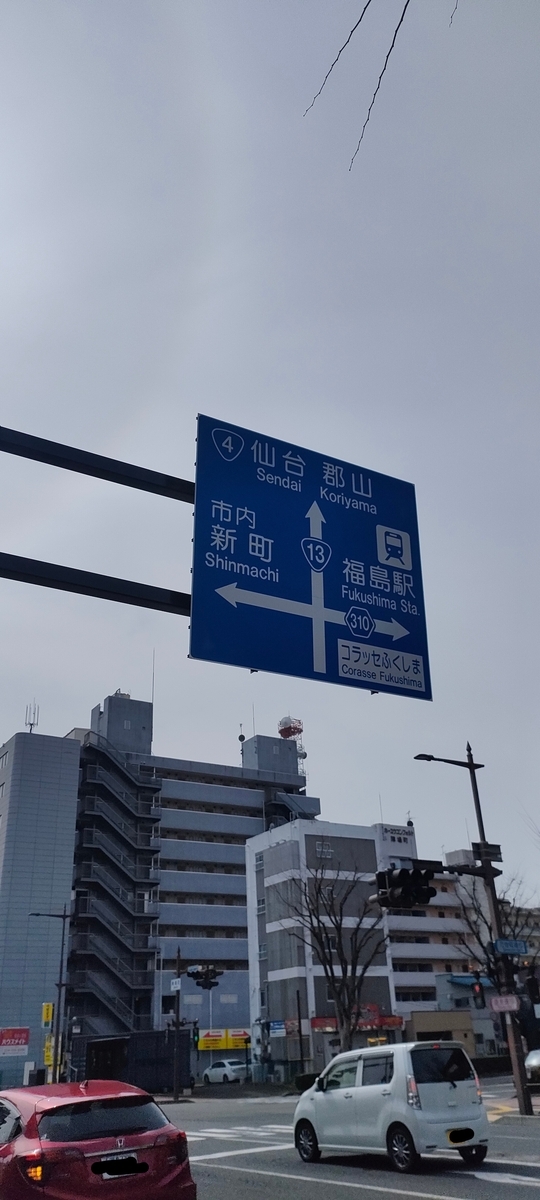 4
仙台 郡山
Sendai Koriyama
市内
新町
Shinmachi
13
福島駅
Fukushima Sta.
310
コラッセふくしま
Corasse Fukushima